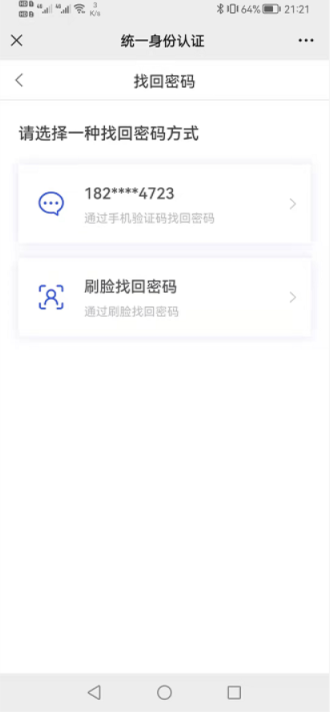 3
K/s
64%
21:21
统一身份认证
找回密码
请选择一种找回密码方式
182****4723
通过手机验证码找回密码
刷脸找回密码
通过刷脸找回密码